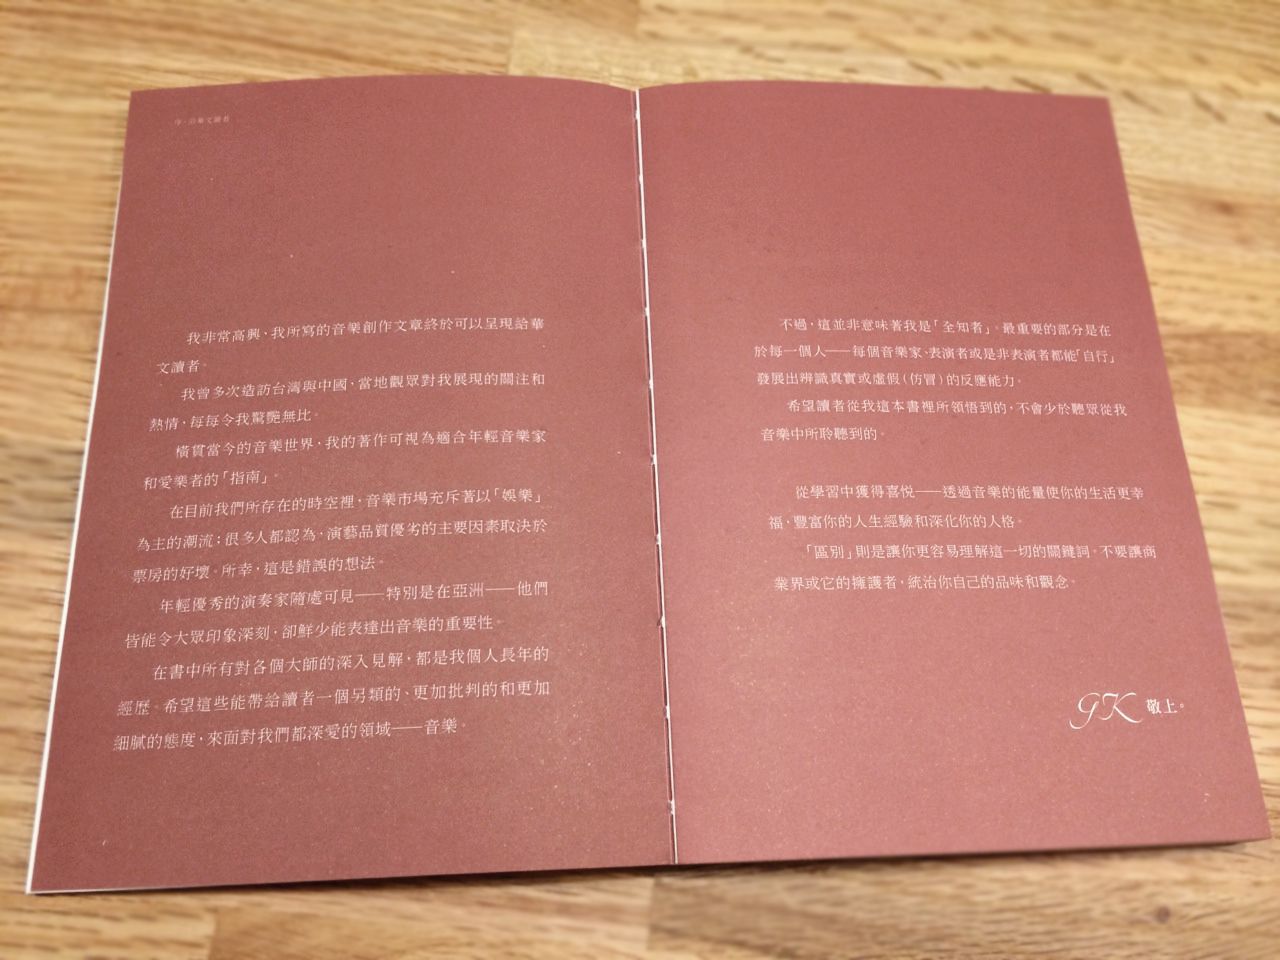 序・給華文讀者
我非常高興，我所寫的音樂創作文章終於可以呈現給華
文讀者。
我曾多次造訪台灣與中國，當地觀眾對我展現的關注和
熱情，每每令我驚豔無比。
橫貫當今的音樂世界，我的著作可視為適合年輕音樂家
和愛樂者的「指南」。
在目前我們所存在的時空裡，音樂市場充斥著以「娛樂」
為主的潮流；很多人都認為，演藝品質優劣的主要因素取決於
票房的好壞。所幸，這是錯誤的想法。
年輕優秀的演奏家隨處可見——特別是在亞洲——他們
皆能令大眾印象深刻，卻鮮少能表達出音樂的重要性。
在書中所有對各個大師的深入見解，都是我個人長年的
經歷。希望這些能帶給讀者一個另類的、更加批判的和更加
細膩的態度，來面對我們都深愛的領域——音樂。
不過，這並非意味著我是「全知者」。最重要的部分是在
於每一個人——每個音樂家、表演者或是非表演者都能「自行」
發展出辨識真實或虛假（仿冒）的反應能力。
希望讀者從我這本書裡所領悟到的，不會少於聽眾從我
音樂中所聆聽到的。
從學習中獲得喜悅——透過音樂的能量使你的生活更幸
福，豐富你的人生經驗和深化你的人格。
「區別」則是讓你更容易理解這一切的關鍵詞。不要讓商
業界或它的擁護者，統治你自己的品味和觀念。
GK 敬上。